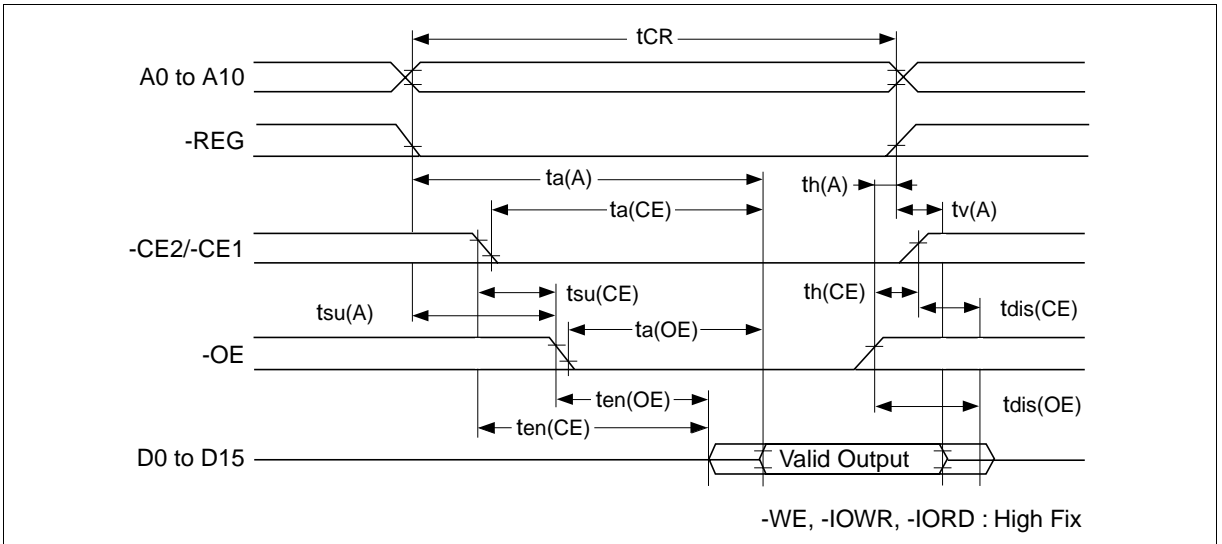 tCR
A0 to A10
-REG
ta(A)
th(A)
ta(CE)
tv(A)
-CE2/-CE1
tsu(CE)
th(CE)
tsu(A)
tdis(CE)
ta(OE)
-OE
ten(OE)
tdis(OE)
ten(CE)
D0 to D15
Valid Output
-WE, -IOWR, -IORD : High Fix